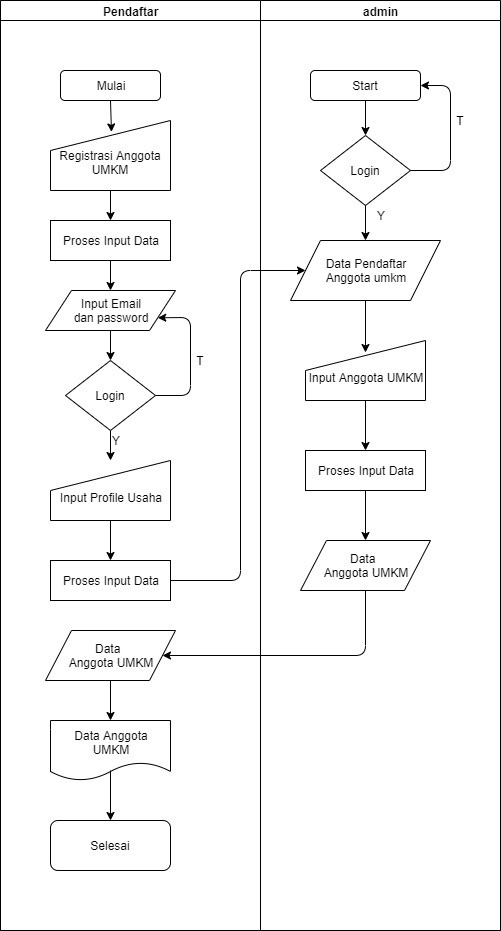 Pendaftar
admin
Mulai
Registrasi Anggota
UMKM
Proses Input Data
Input Email
dan password
T
Login
Y
Input Profile Usaha
Proses Input Data
Data
Anggota UMKM
Data Anggota
UMKM
Selesai
Start
T
Login
Y
Data Pendaftar
Anggota umkm
Input Anggota UMKM
Proses Input Data
Data
Anggota UMKM